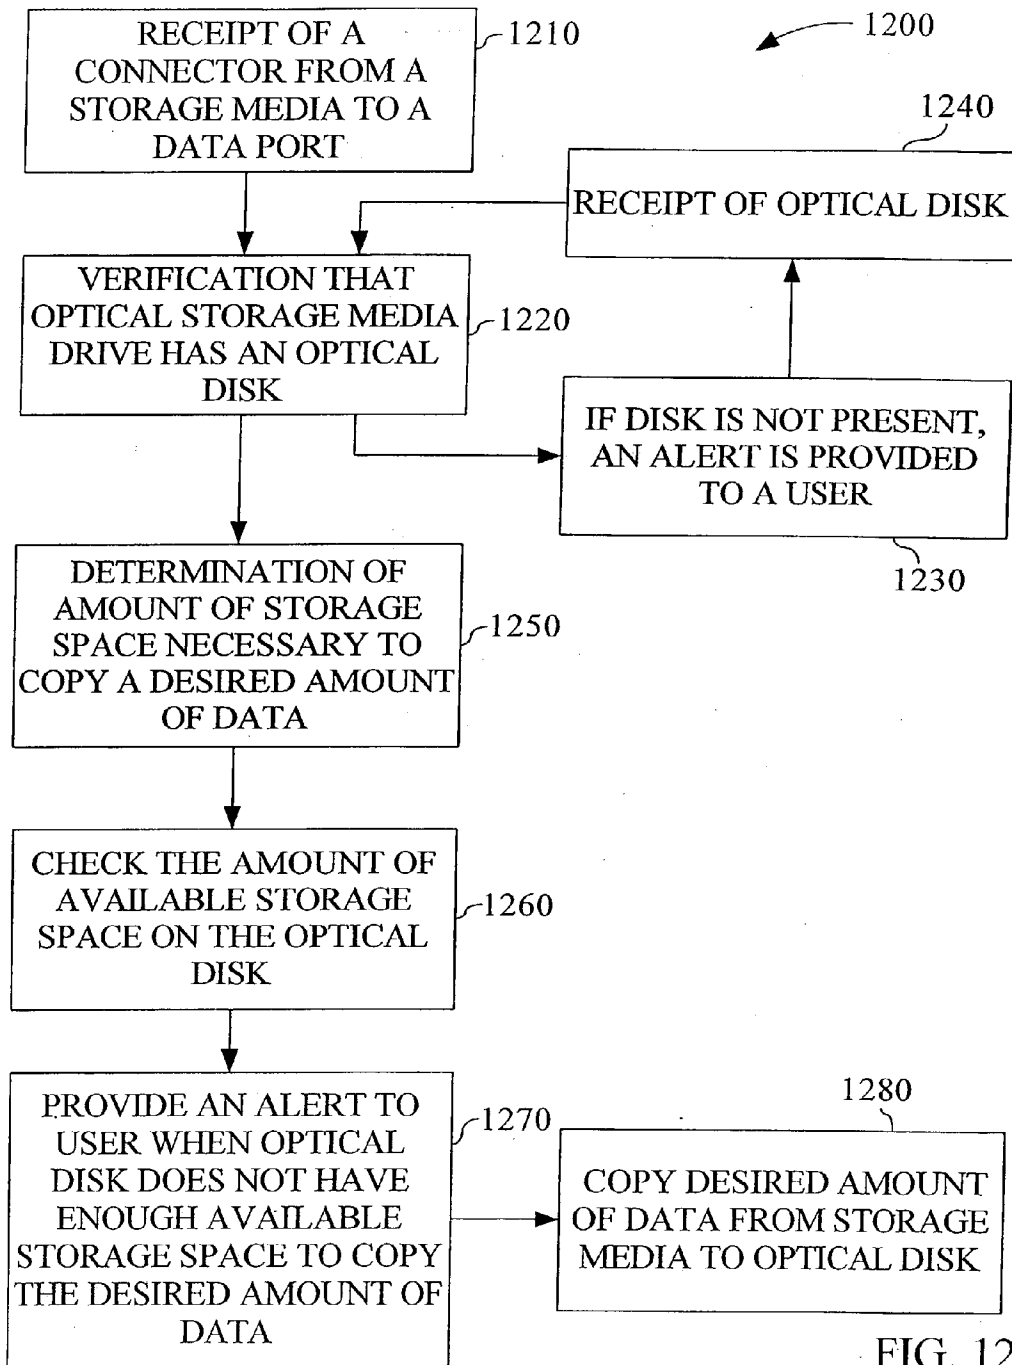 RECEIPT OF A
CONNECTOR FROM A
STORAGE MEDIA TO A
DATA PORT
1210
1200
1240
RECEIPT OF OPTICAL DISK
VERIFICATION THAT
OPTICAL STORAGE MEDIA
DRIVE HAS AN OPTICAL
DISK
1220
IF DISK IS NOT PRESENT,
AN ALERT IS PROVIDED
TO A USER
1230
DETERMINATION OF
AMOUNT OF STORAGE
SPACE NECESSARY TO
COPY A DESIRED AMOUNT
OF DATA
1250
CHECK THE AMOUNT OF
AVAILABLE STORAGE
SPACE ON THE OPTICAL
DISK
1260
PROVIDE AN ALERT TO
USER WHEN OPTICAL
DISK DOES NOT HAVE
ENOUGH AVAILABLE
STORAGE SPACE TO COPY
THE DESIRED AMOUNT OF
DATA
1270
1280
COPY DESIRED AMOUNT
OF DATA FROM STORAGE
MEDIA TO OPTICAL DISK
FIG. 12